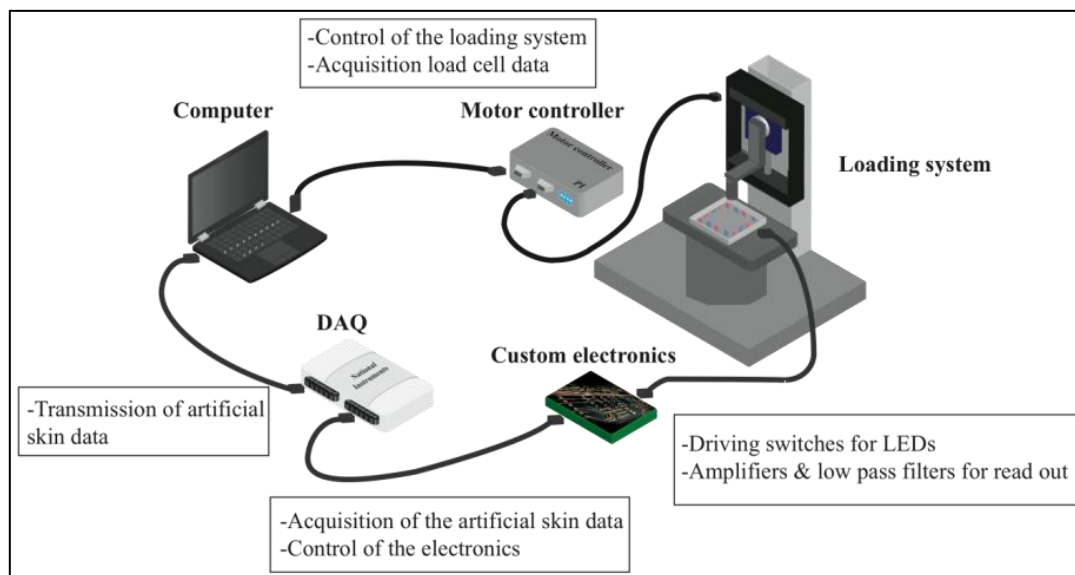 -Control of the loading system
-Acquisition load cell data
Computer
Motor controller
Motor controller
PI
Loading system
DAQ
National
Instruments
Custom electronics
-Transmission of artificial
skin data
-Driving switches for LEDs
-Amplifiers & low pass filters for read out
-Acquisition of the artificial skin data
-Control of the electronics